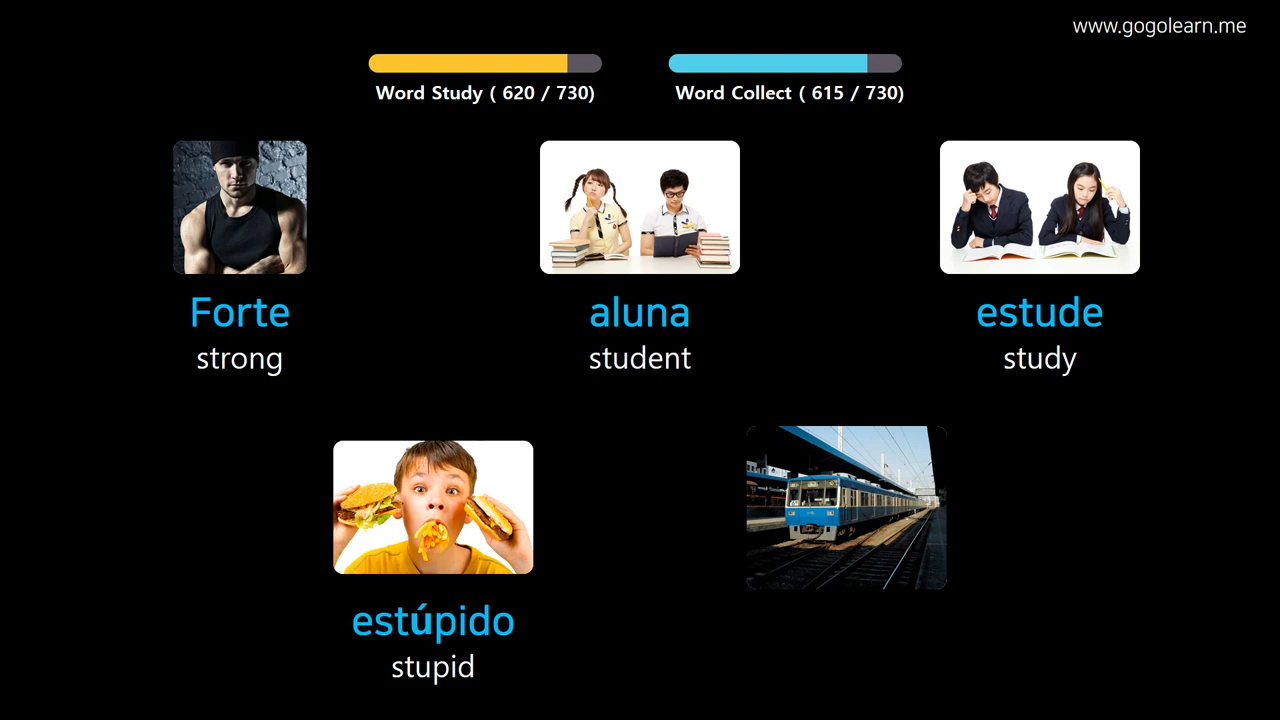 www.gogolearn.me
Word Study ( 620 / 730)
Word Collect ( 615 / 730)
Forte
strong
aluna
student
estude
study
estúpido
stupid